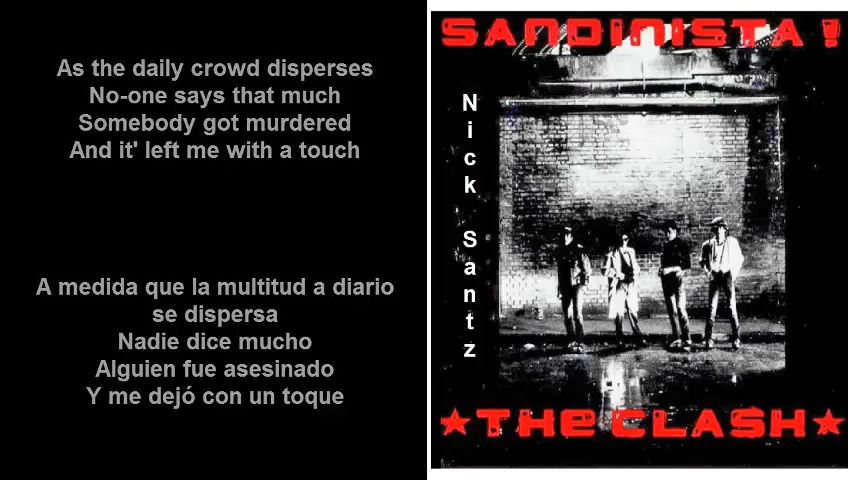 As the daily crowd disperses
No-one says that much
Somebody got murdered
And it' left me with a touch
A medida que la multitud a diario
se dispersa
Nadie dice mucho
Alguien fue asesinado
Y me dejó con un toque
SANDINISTA !
Nick Santz
★THE CLASH★